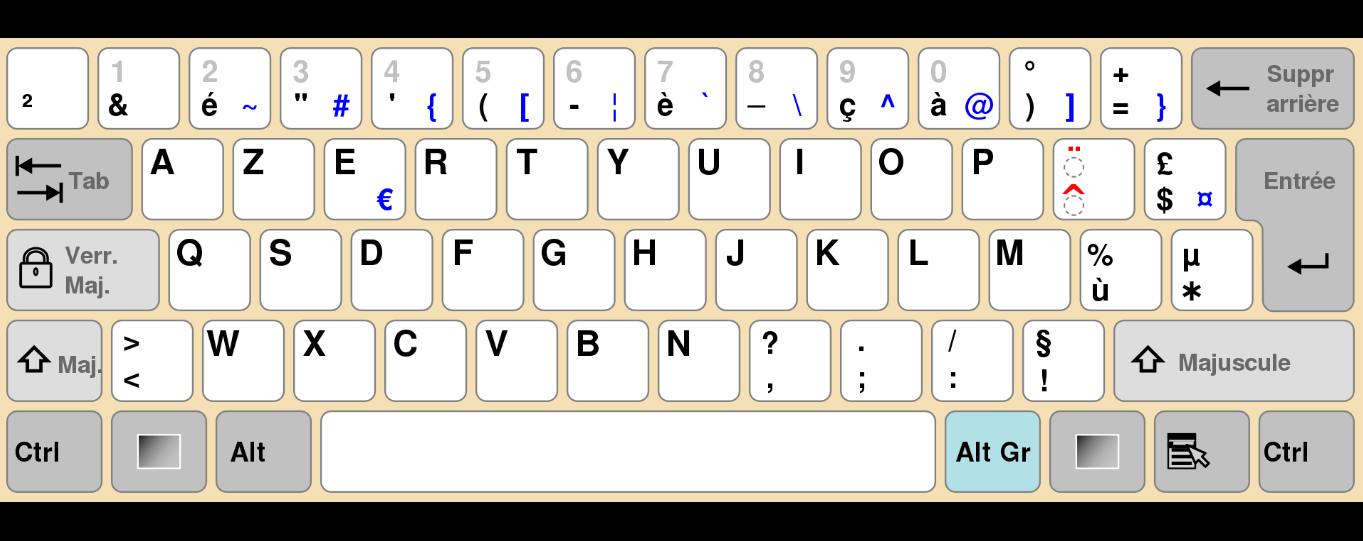 1 2 3 4 5 6 7 8 9 0 ° + Suppr
² & é ~ " # ' { ( [ - ¦ è ` _ \ ç ^ à @ ) ] = } arrière
Tab A Z E € R T Y U I O P ¨ ^ £ $ ¤ Entrée
Verr. Maj. Q S D F G H J K L M % ù µ *
Maj. > < W X C V B N ? , . ; / : § ! Majuscule
Ctrl Alt Alt Gr Ctrl